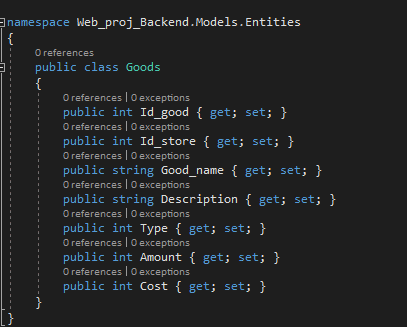 namespace Web_proj_Backend.Models.Entities
{
0 references
public class Goods
{
0 references | 0 exceptions
public int Id_good { get; set; }
0 references | 0 exceptions
public int Id_store { get; set; }
0 references | 0 exceptions
public string Good_name { get; set; }
0 references | 0 exceptions
public string Description { get; set; }
0 references | 0 exceptions
public int Type { get; set; }
0 references | 0 exceptions
public int Amount { get; set; }
0 references | 0 exceptions
public int Cost { get; set; }
}
}